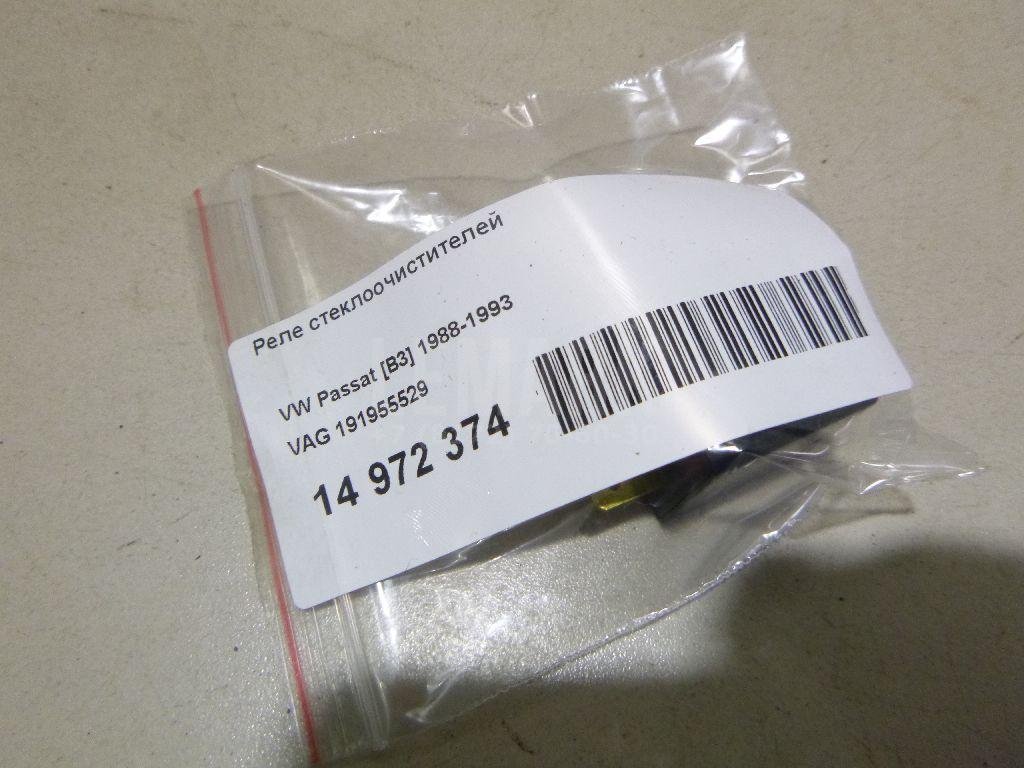 Реле стеклоочистителей
VW Passat [B3] 1988-1993
VAG 191955529
14 972 374